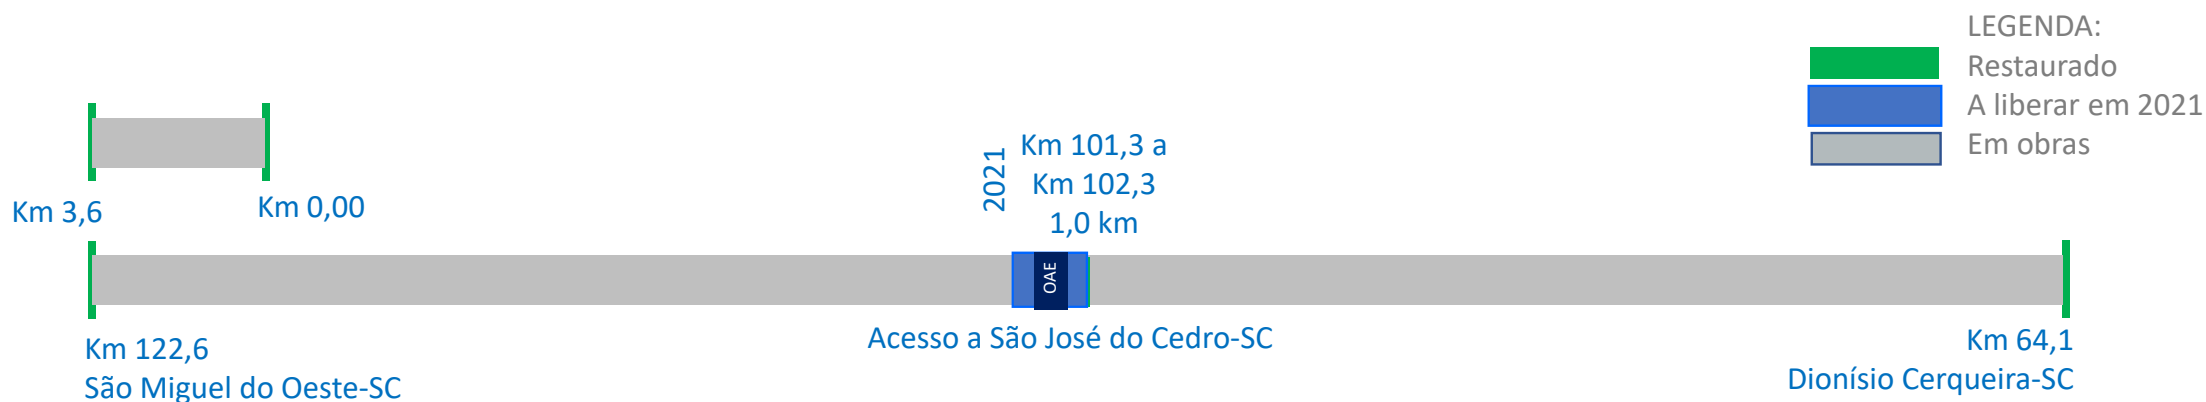 LEGENDA:
Restaurado
A liberar em 2021
Em obras
Km 3,6
Km 0,00
2021
Km 101,3 a
Km 102,3
1,0 km
OAE
Acesso a São José do Cedro-SC
Km 122,6
São Miguel do Oeste-SC
Km 64,1
Dionísio Cerqueira-SC